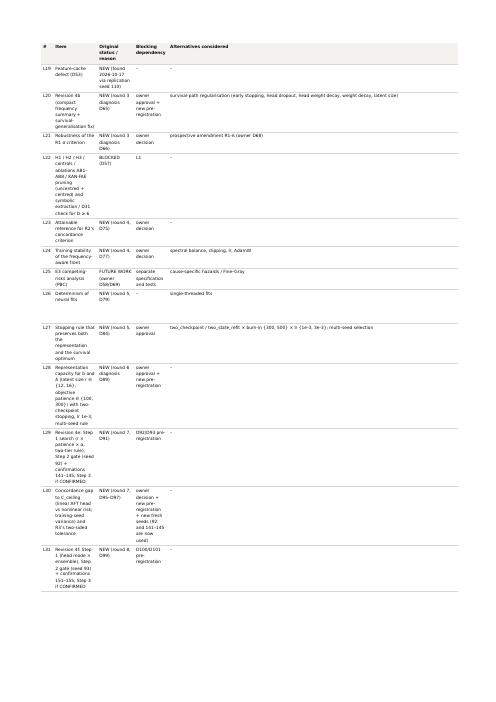 # Item Original status / reason Blocking dependency Alternatives considered
L19 Feature-cache defect (D53) NEW (found 2026-10-17 via replication seed 110) – –
L20 Revision 4b (compact frequency summary + survival-generalisation fix) NEW (round 3 diagnosis D65) owner approval + new pre-registration survival-path regularisation (early stopping, head dropout, head weight decay, weight decay, latent size)
L21 Robustness of the R1 d criterion NEW (round 3 diagnosis D66) owner decision prospective amendment R1-A (owner D68)
L22 H1 / H2 / H3 / controls / ablations AB1–AB8 / KAN-FAE pruning (uncentred + centred) and symbolic extraction / D31 check for D ≥ 6 BLOCKED (D57) L1 –
L23 Attainable reference for R2's concordance criterion NEW (round 4, D75) owner decision –
L24 Training stability of the frequency-aware front NEW (round 4, D77) owner decision spectral balance, clipping, lr, AdamW
L25 E3 competing-risks analysis (PBC) FUTURE WORK (owner D58/D69) separate specification and tests cause-specific hazards / Fine-Gray
L26 Determinism of neural fits NEW (round 5, D79) – single-threaded fits
L27 Stopping rule that preserves both the representation and the survival optimum NEW (round 5, D84) owner approval two_checkpoint / two_state_refit × burn-in {300, 500} × lr {1e-3, 3e-3}; multi-seed selection
L28 Representation capacity for b and A (latent size r ∈ {12, 16}; objective patience ∈ {100, 300}) with two-checkpoint stopping, lr 1e-3, multi-seed rule NEW (round 6 diagnosis D89) owner approval + new pre-registration –
L29 Revision 4e: Step 1 search (r × patience × a, two-tier rule), Step 2 gate (seed 92) + confirmations 141–145, Step 3 if CONFIRMED NEW (round 7, D91) D92/D93 pre-registration –
L30 Concordance gap to C_ceiling (linear AFT head vs nonlinear risk; training-seed variance) and R3's two-sided tolerance NEW (round 7, D95–D97) owner decision + new pre-registration + new fresh seeds (92 and 141–145 are now used) –
L31 Revision 4f: Step 1 (head mode × ensemble), Step 2 gate (seed 93) + confirmations 151–155, Step 3 if CONFIRMED NEW (round 8, D99) D100/D101 pre-registration –